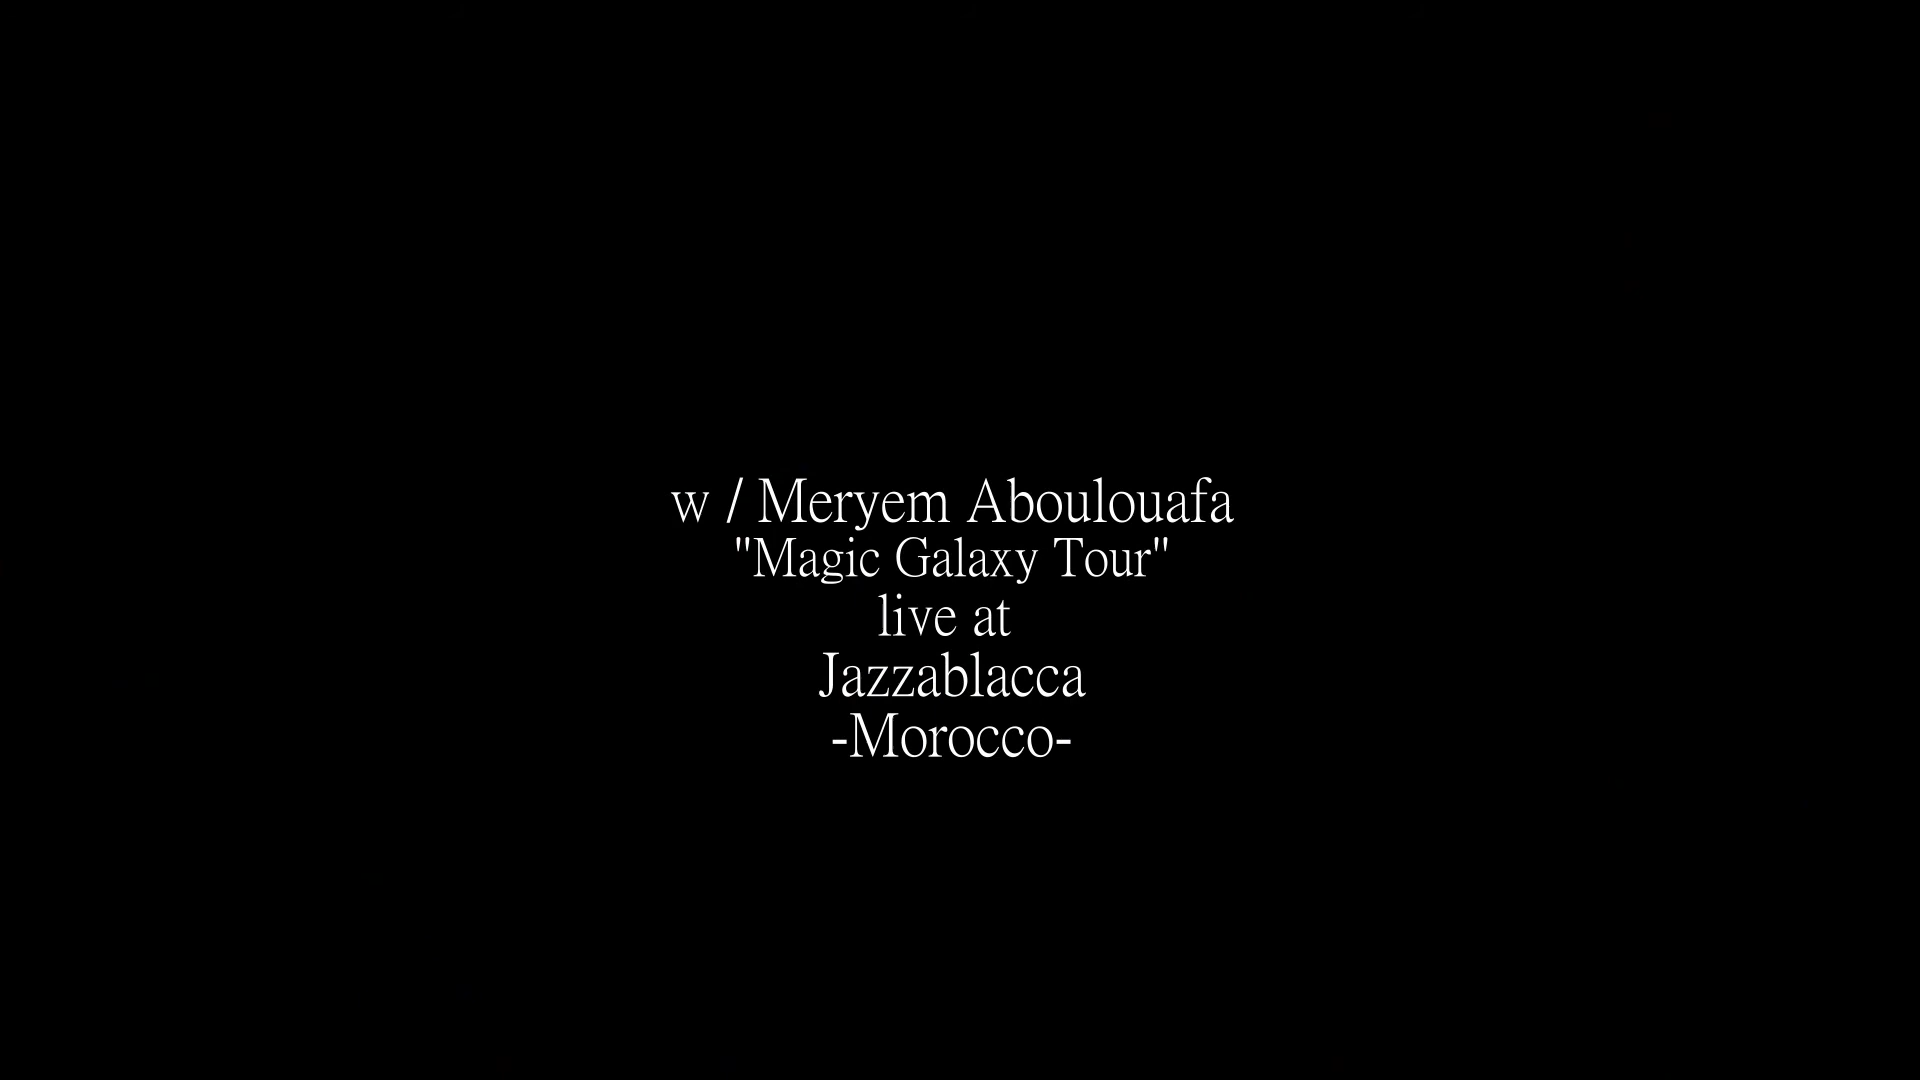 w / Meryem Aboulouafa
"Magic Galaxy Tour"
live at
Jazzablacca
-Morocco-